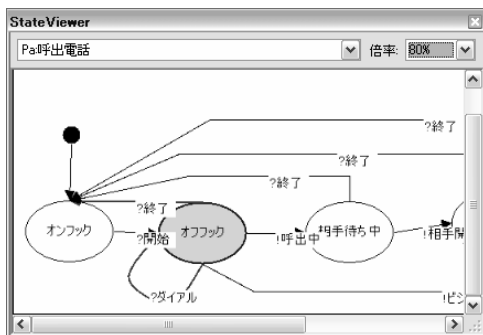 StateViewer
Pa:呼出電話
倍率:
80%
?終了
?終了
?終了
?終了
オンフック
?開始
オフフック
!呼出中
相手待ち中
!相手開
?ダイアル
!ビジ